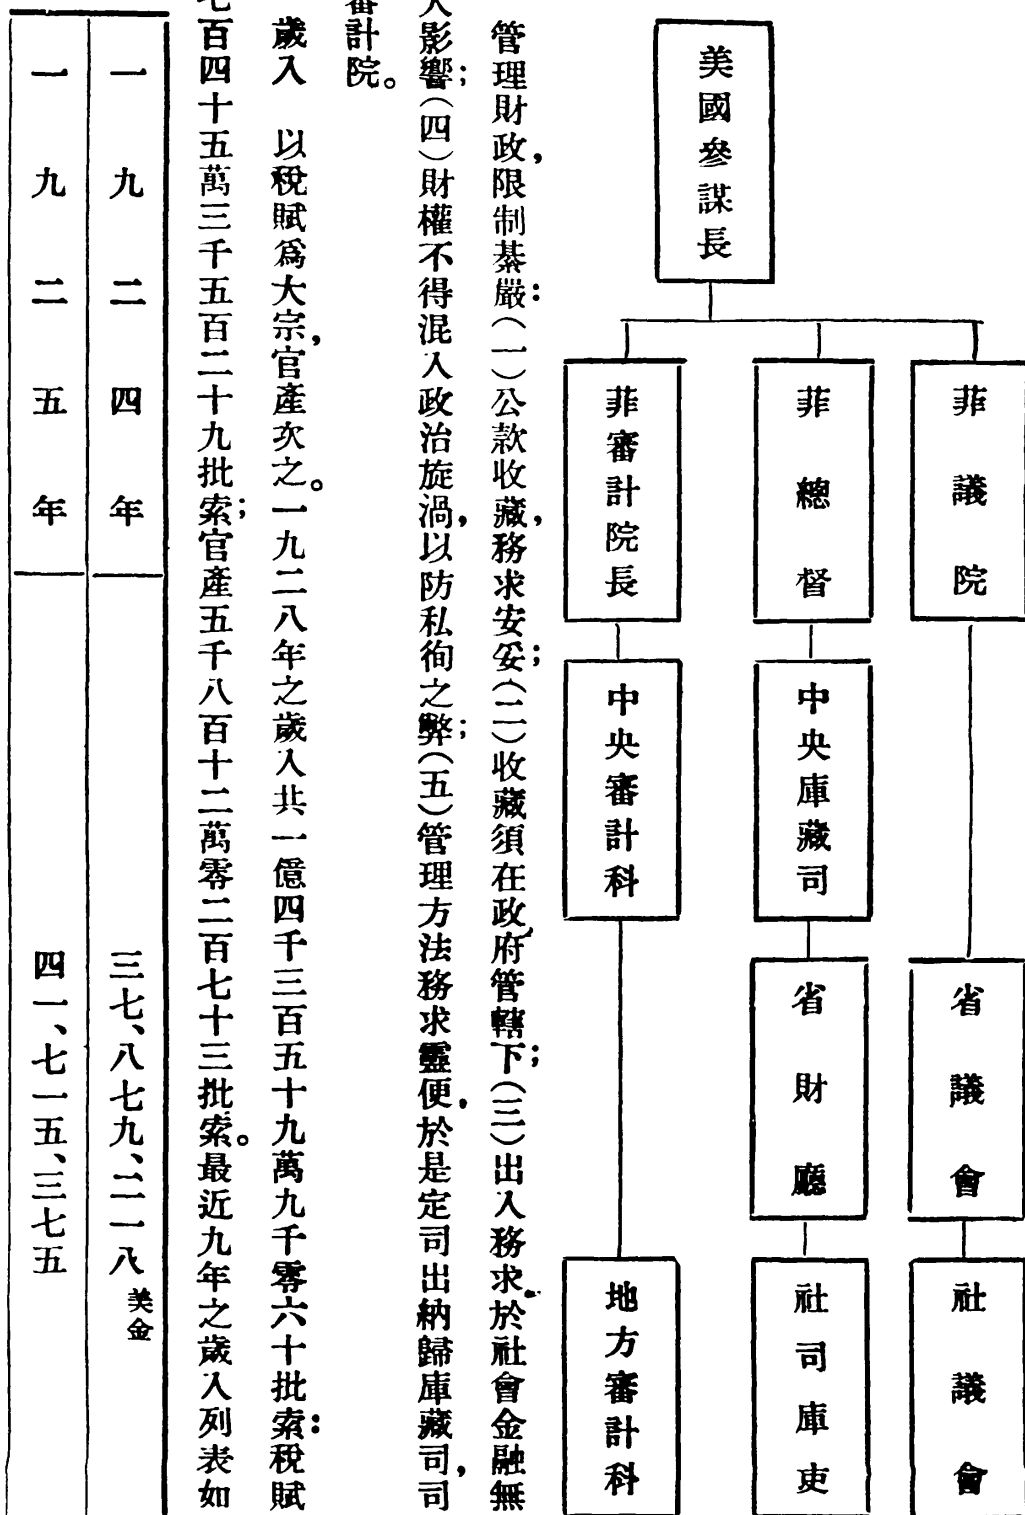 美國參謀長
菲議院
菲總督
菲審計院長
中央庫藏司
中央審計科
省議會
省財廳
社議會
社司庫吏
地方審計科
管理財政，限制綦嚴：（一）公款收藏，務求安妥；（二）收藏須在政府管轄下；（三）出入務求於社會金融無
人影響；（四）財權不得混入政治旋渦，以防私徇之弊；（五）管理方法務求靈便，於是定司出納歸庫藏司，司
審計院。
歲入　以稅賦爲大宗，官產次之。一九二八年之歲入共一億四千三百五十九萬九千零六十批索：稅賦
七百四十五萬三千五百二十九批索；官產五千八百十二萬零二百七十三批索。最近九年之歲入列表如
一九二四年　三七、八七九、二一八美金
一九二五年　四一、七一五、三七五